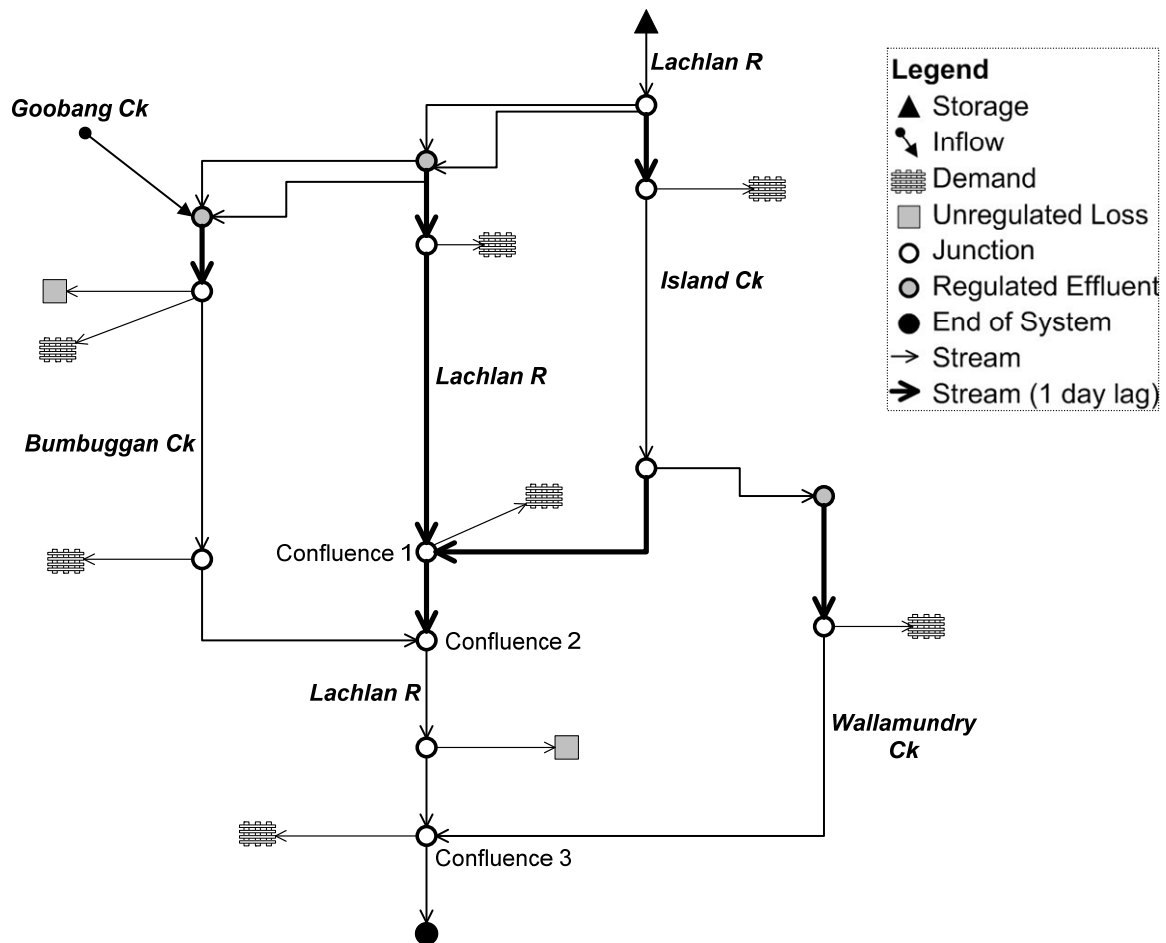 Lachlan R
Goobang Ck
Legend
Storage
Inflow
Demand
Unregulated Loss
Junction
Regulated Effluent
End of System
Stream
Stream (1 day lag)
Island Ck
Lachlan R
Bumbuggan Ck
Confluence 1
Confluence 2
Lachlan R
Wallamundry
Ck
Confluence 3